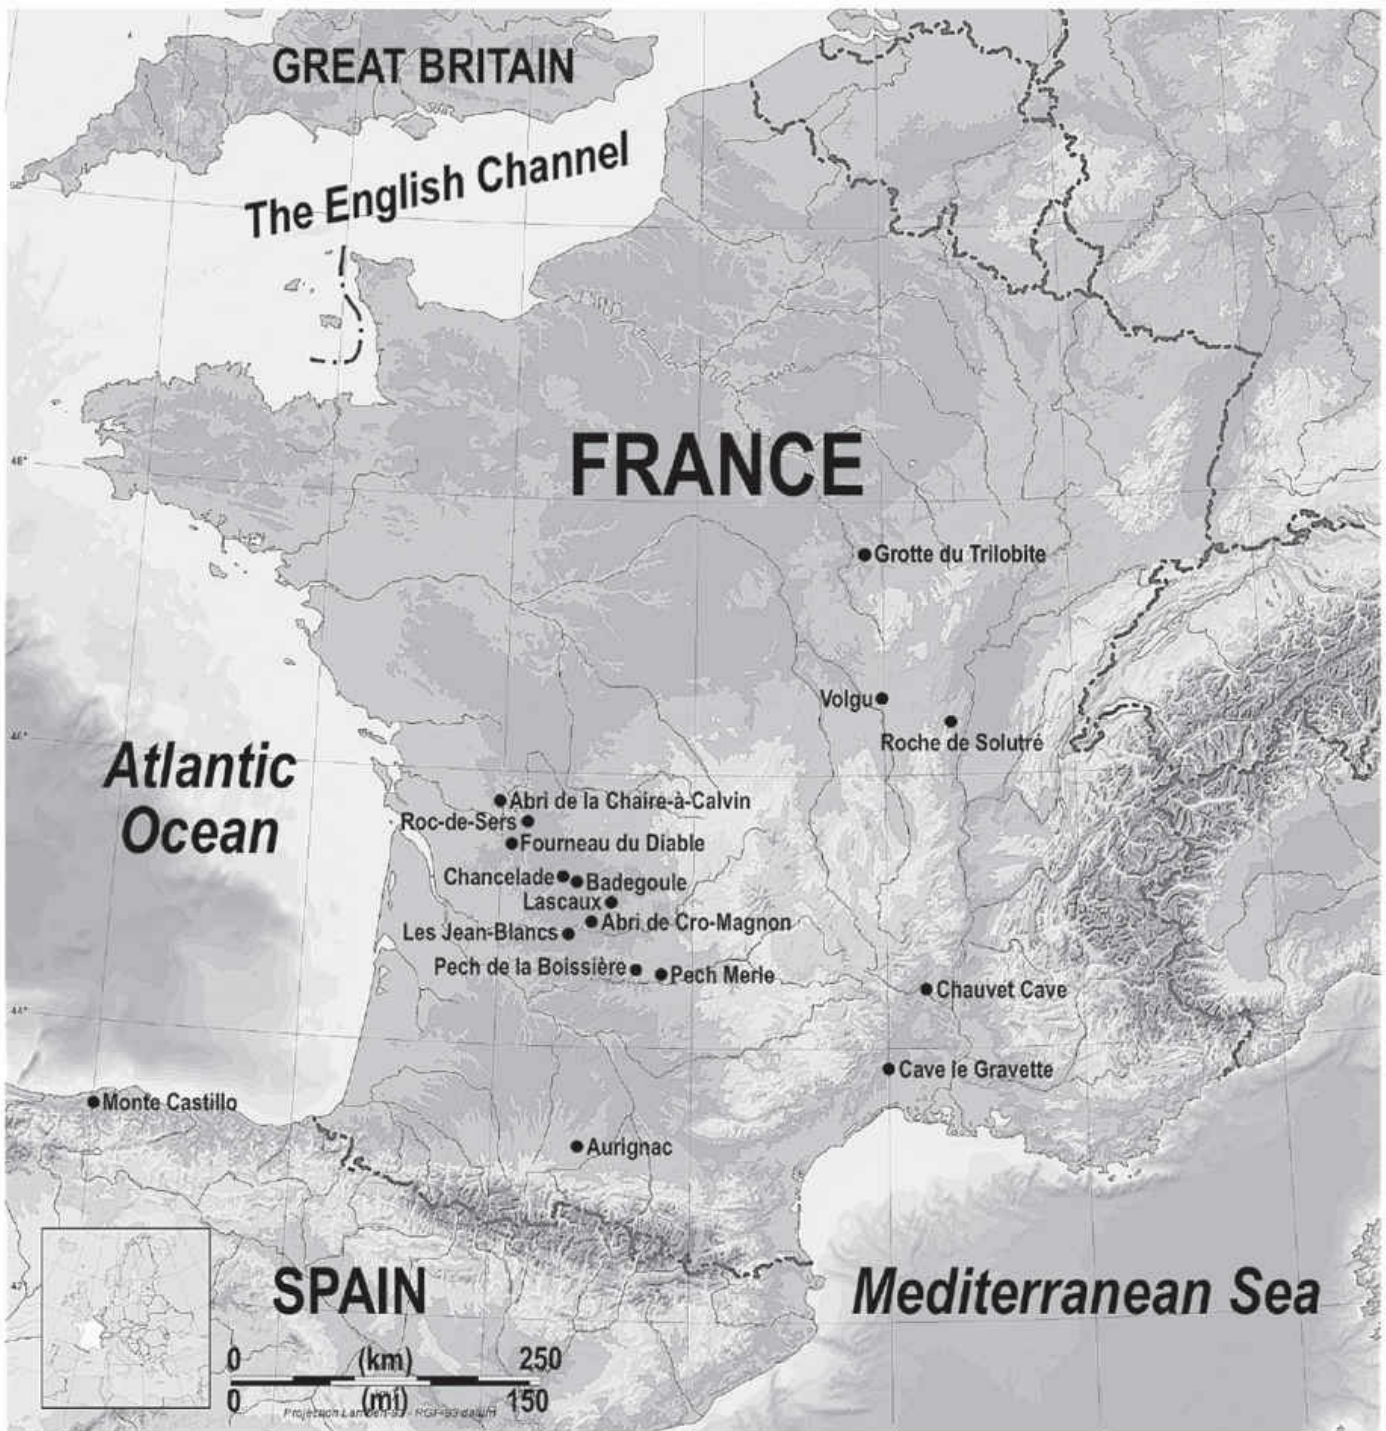 GREAT BRITAIN
The English Channel
48°
FRANCE
Grotte du Trilobite
Volgu
Roche de Solutré
Atlantic
Ocean
Abri de la Chaire-à-Calvin
Roc-de-Sers
Fourneau du Diable
Chancelade
Badegoule
Lascaux
Abri de Cro-Magnon
Les Jean-Blancs
Pech de la Boissière
Pech Merle
Chauvet Cave
44°
Cave le Gravette
Monte Castillo
Aurignac
SPAIN
Mediterranean Sea
0 (km) 250
0 (mi) 150